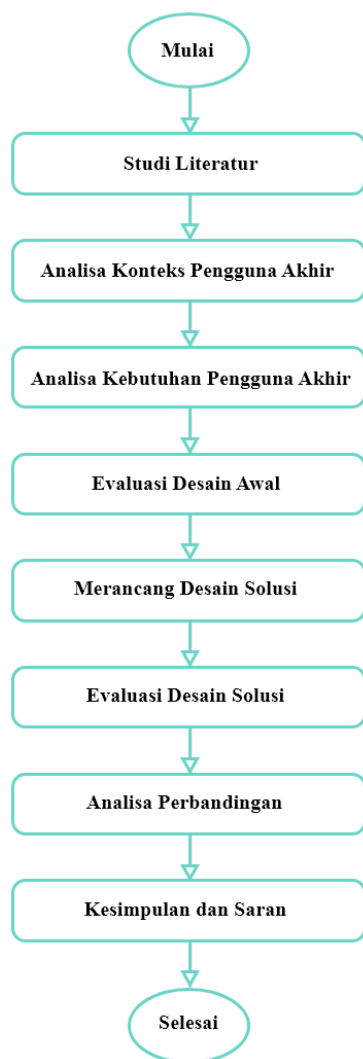 Mulai
Studi Literatur
Analisa Konteks Pengguna Akhir
Analisa Kebutuhan Pengguna Akhir
Evaluasi Desain Awal
Merancang Desain Solusi
Evaluasi Desain Solusi
Analisa Perbandingan
Kesimpulan dan Saran
Selesai